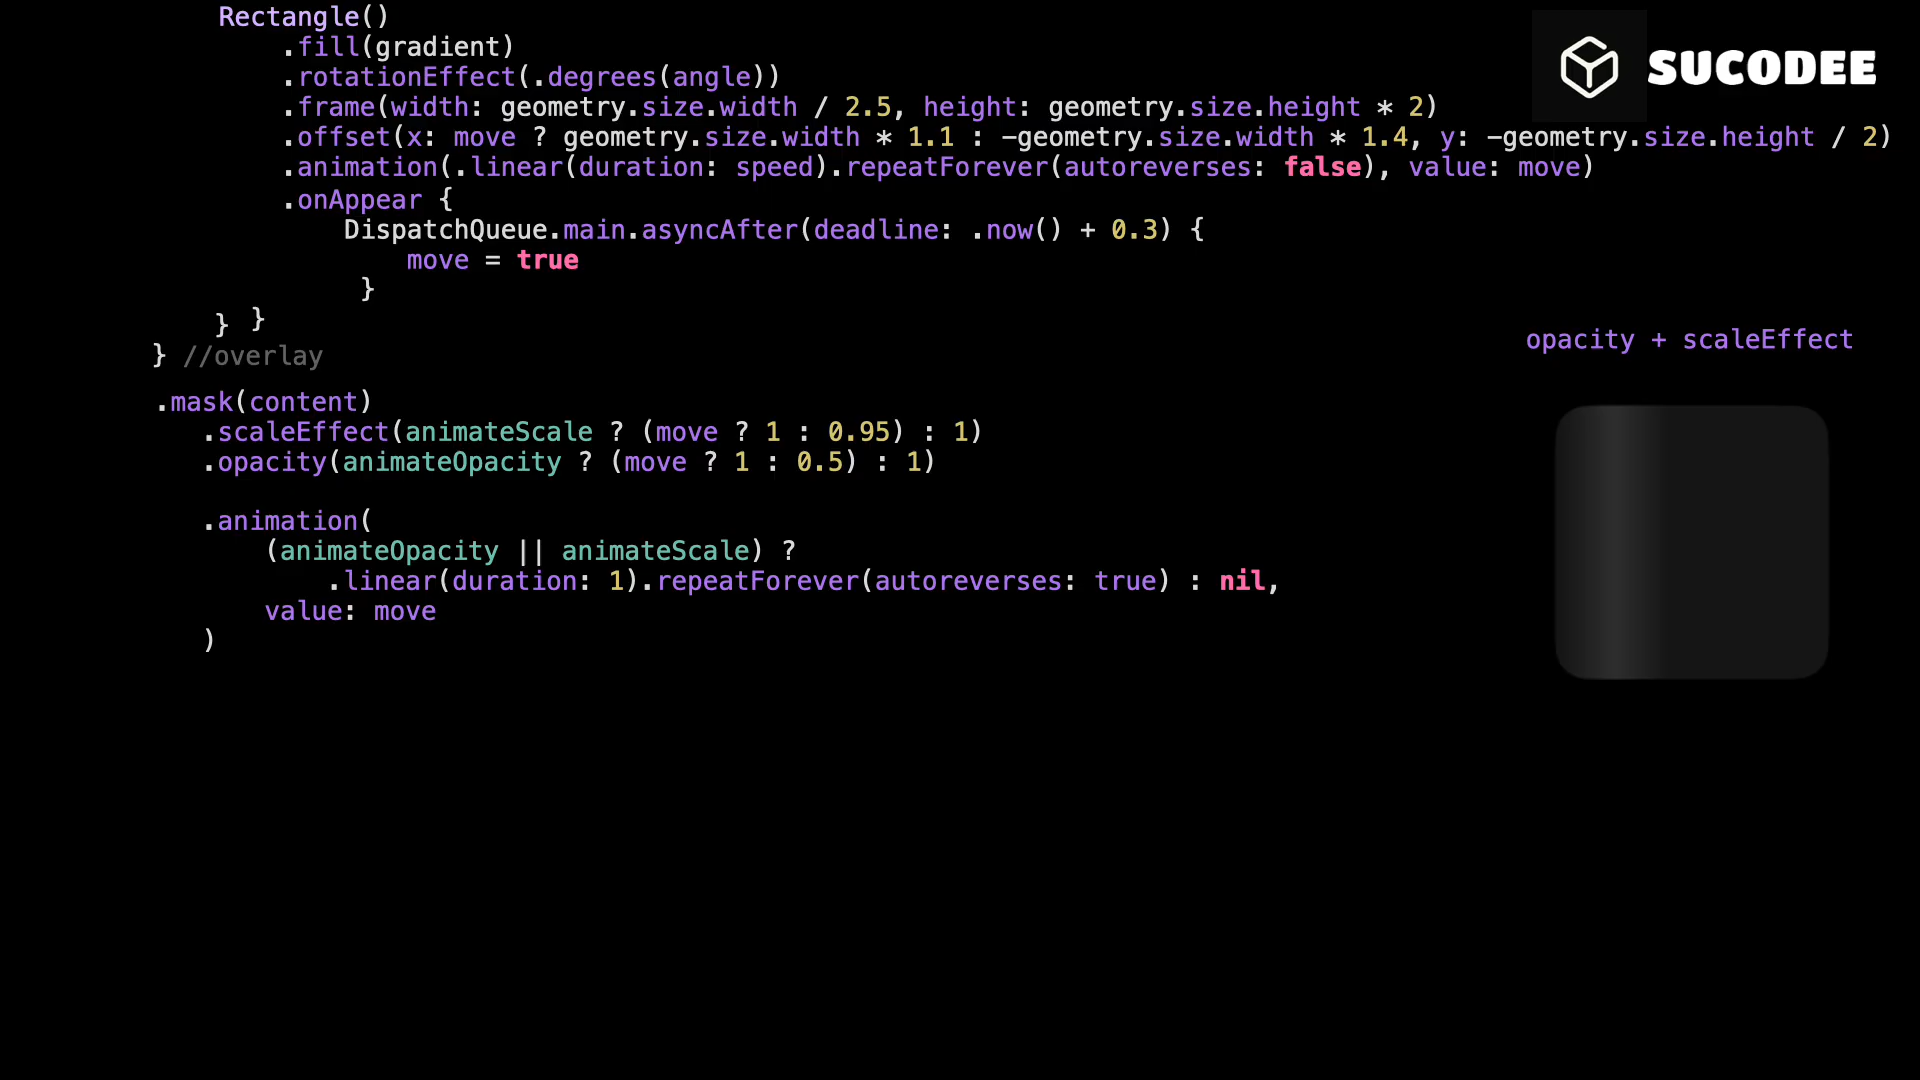 Rectangle()
.fill(gradient)
.rotationEffect(.degrees(angle))
.frame(width: geometry.size.width / 2.5, height: geometry.size.height * 2)
.offset(x: move ? geometry.size.width * 1.1 : -geometry.size.width * 1.4, y: -geometry.size.height / 2)
.animation(.linear(duration: speed).repeatForever(autoreverses: false), value: move)
.onAppear {
DispatchQueue.main.asyncAfter(deadline: .now() + 0.3) {
move = true
}
} }
} //overlay
.mask(content)
.scaleEffect(animateScale ? (move ? 1 : 0.95) : 1)
.opacity(animateOpacity ? (move ? 1 : 0.5) : 1)
.animation(
(animateOpacity || animateScale) ?
.linear(duration: 1).repeatForever(autoreverses: true) : nil,
value: move
)
SUCODEE
opacity + scaleEffect